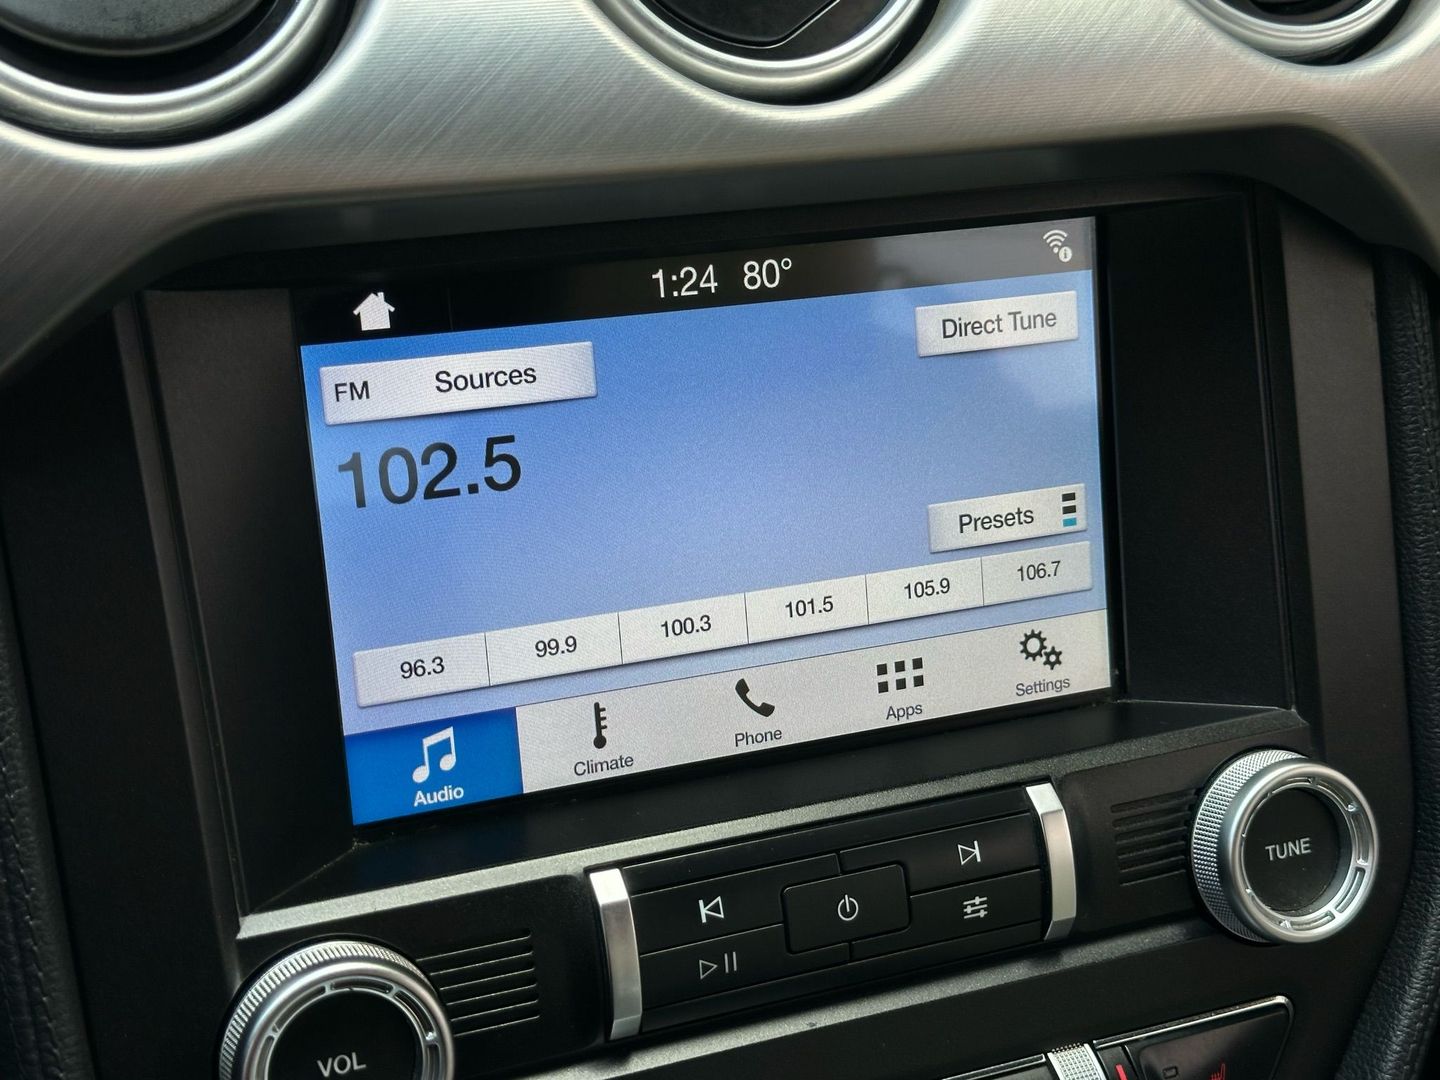 1:24 80°
Direct Tune
FM Sources
102.5
Presets
96.3 99.9 100.3 101.5 105.9 106.7
Audio Climate Phone Apps Settings
TUNE
VOL